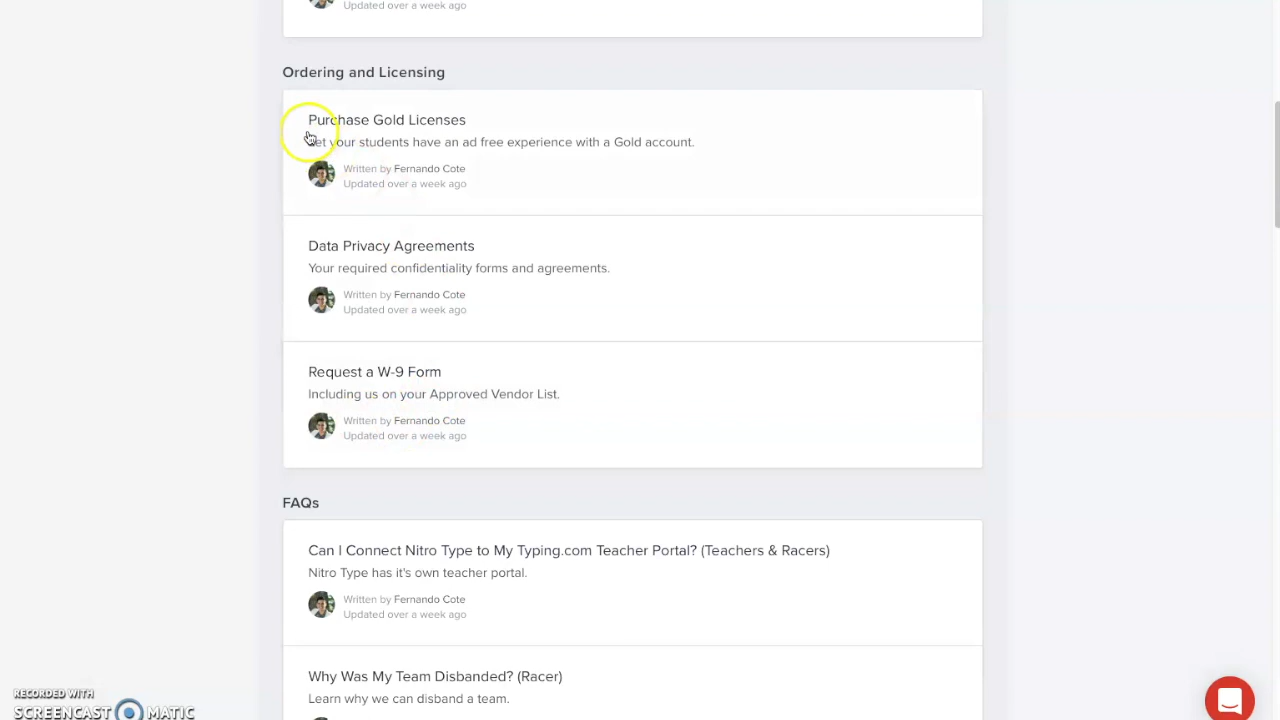 Updated over a week ago
Ordering and Licensing
Purchase Gold Licenses
Let your students have an ad free experience with a Gold account.
Written by Fernando Cote
Updated over a week ago
Data Privacy Agreements
Your required confidentiality forms and agreements.
Written by Fernando Cote
Updated over a week ago
Request a W-9 Form
Including us on your Approved Vendor List.
Written by Fernando Cote
Updated over a week ago
FAQs
Can I Connect Nitro Type to My Typing.com Teacher Portal? (Teachers & Racers)
Nitro Type has it's own teacher portal.
Written by Fernando Cote
Updated over a week ago
Why Was My Team Disbanded? (Racer)
Learn why we can disband a team.
RECORDED WITH
SCREENCAST MATIC